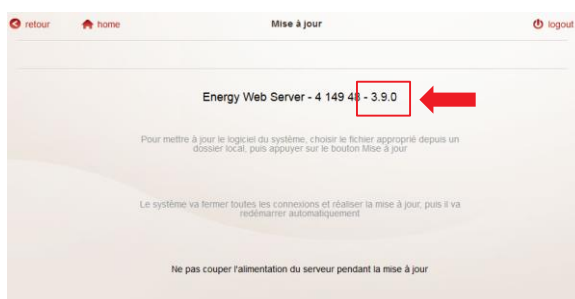 retour home Mise à jour logout
Energy Web Server - 4 149 48 - 3.9.0
Pour mettre à jour le logiciel du système, choisir le fichier approprié depuis un
dossier local, puis appuyer sur le bouton Mise à jour
Le système va fermer toutes les connexions et réaliser la mise à jour, puis il va
redémarrer automatiquement
Ne pas couper l'alimentation du serveur pendant la mise à jour